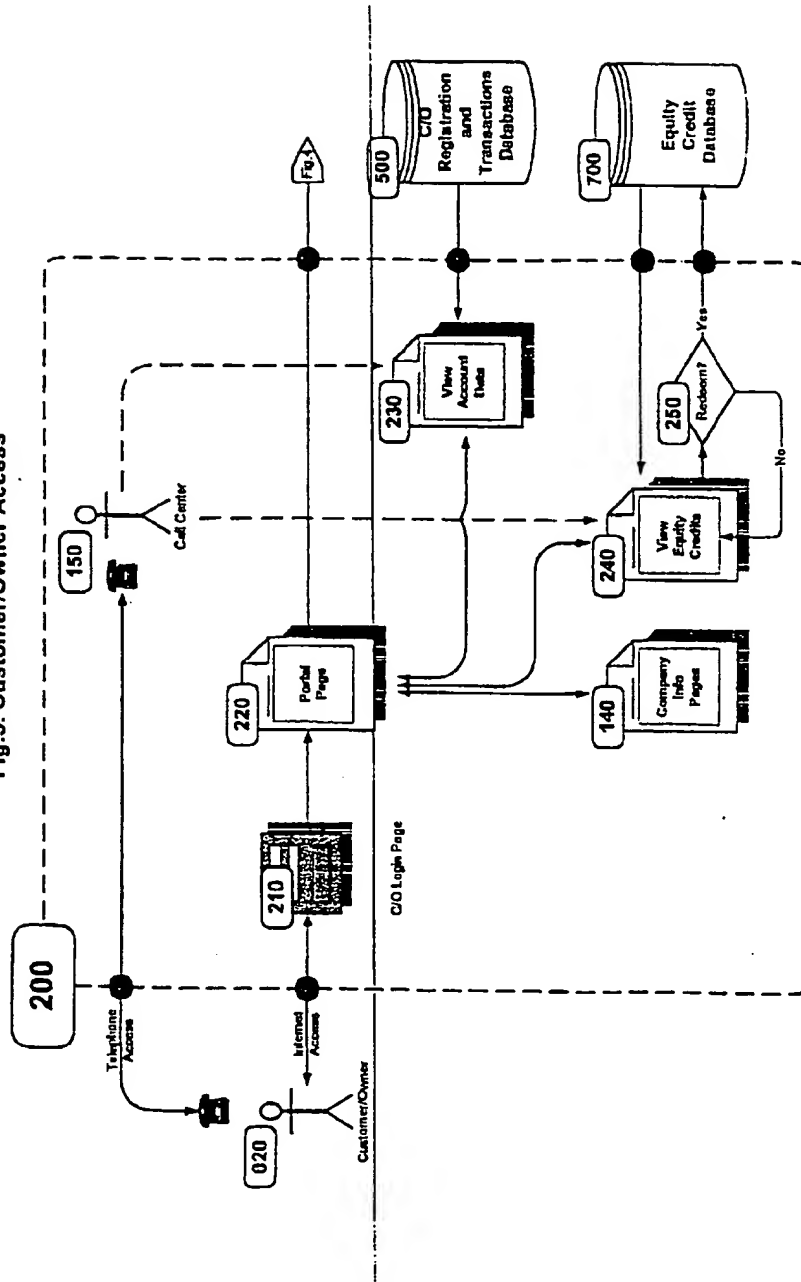 Fig.3: Customer/Owner Access
200
Telephone
Access
150
Call Center
020
Customer/Owner
Internet
Access
210
C/O Login Page
220
Portal
Page
Fig.4
230
View
Account
Data
500
C/O
Registration
and
Transactions
Database
140
Company
Info
Pages
240
View
Equity
Credits
250
Redeem?
Yes
No
700
Equity
Credit
Database